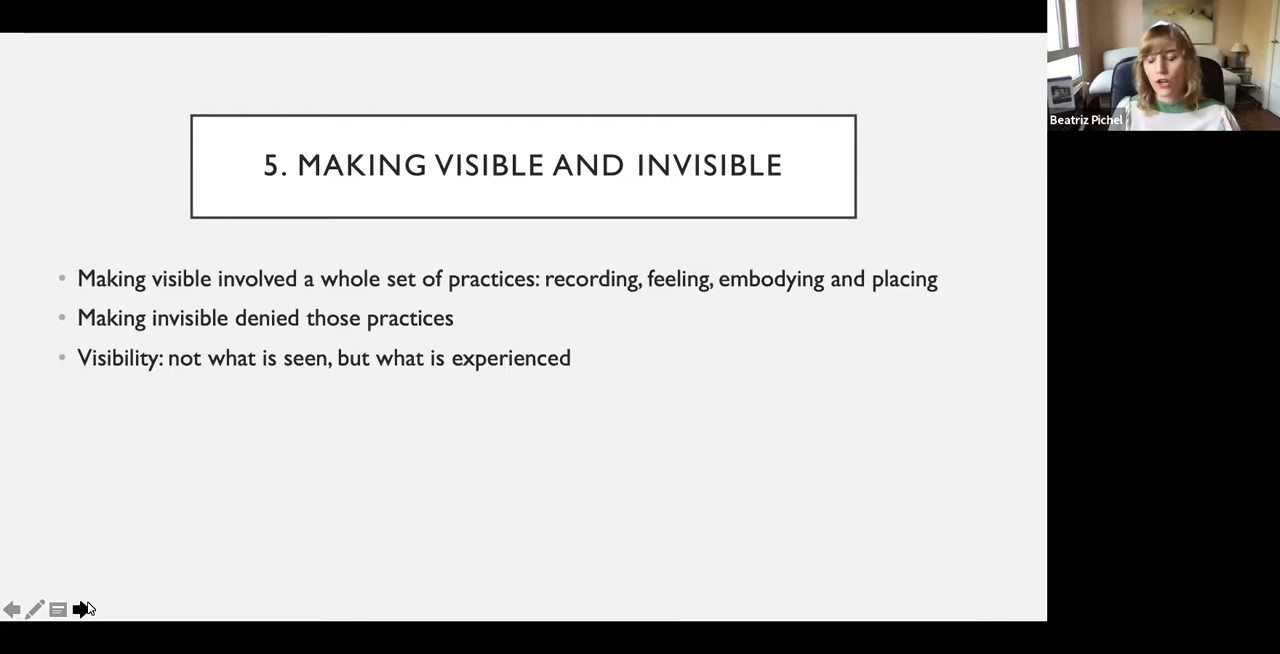 5. MAKING VISIBLE AND INVISIBLE
• Making visible involved a whole set of practices: recording, feeling, embodying and placing
• Making invisible denied those practices
• Visibility: not what is seen, but what is experienced
Beatriz Pichel